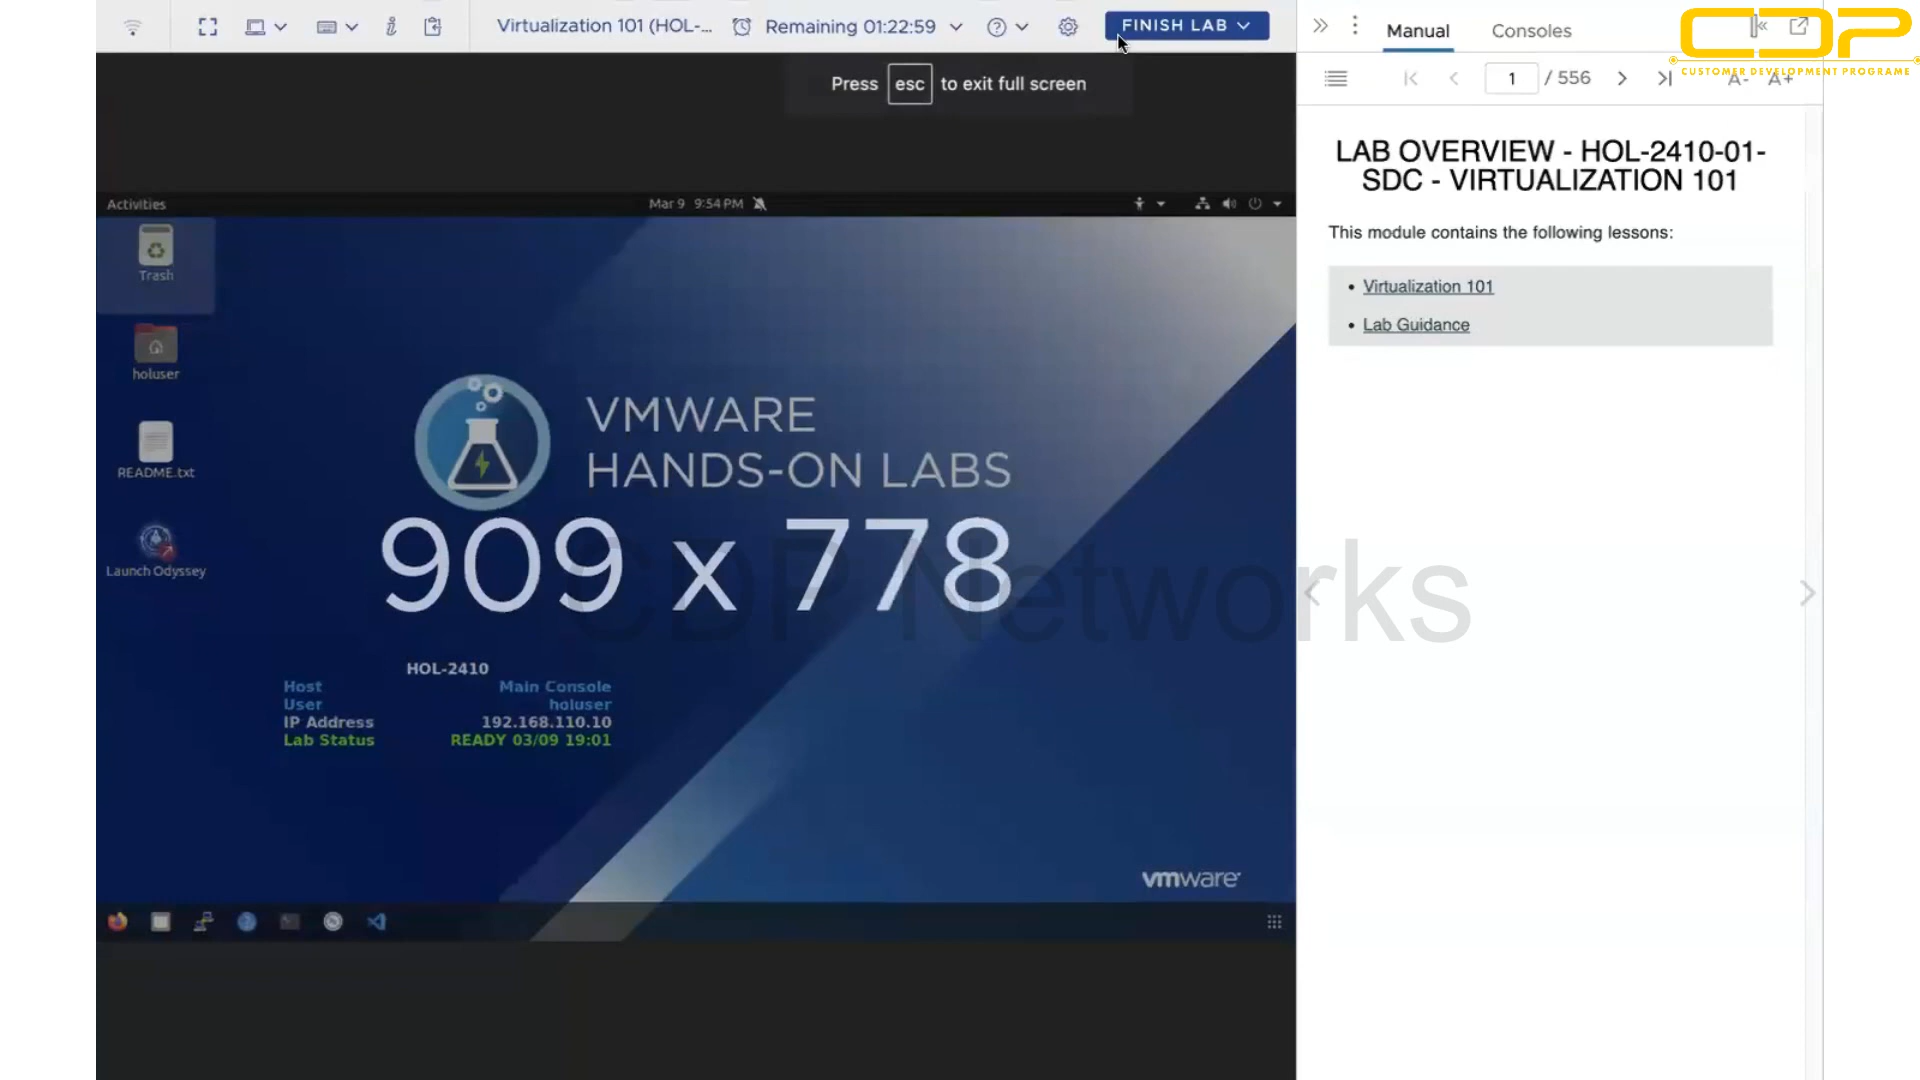 Virtualization 101 (HOL-...
Remaining 01:22:59
FINISH LAB
Manual
Consoles
CDP
CUSTOMER DEVELOPMENT PROGRAME
1 / 556
A-
A+
Press esc to exit full screen
LAB OVERVIEW - HOL-2410-01-
SDC - VIRTUALIZATION 101
This module contains the following lessons:
• Virtualization 101
• Lab Guidance
Activities
Mar 9 9:54 PM
Trash
holuser
README.txt
Launch Odyssey
VMWARE
HANDS-ON LABS
909 x 778
CDP Networks
HOL-2410
Host Main Console
User holuser
IP Address 192.168.110.10
Lab Status READY 03/09 19:01
vmware